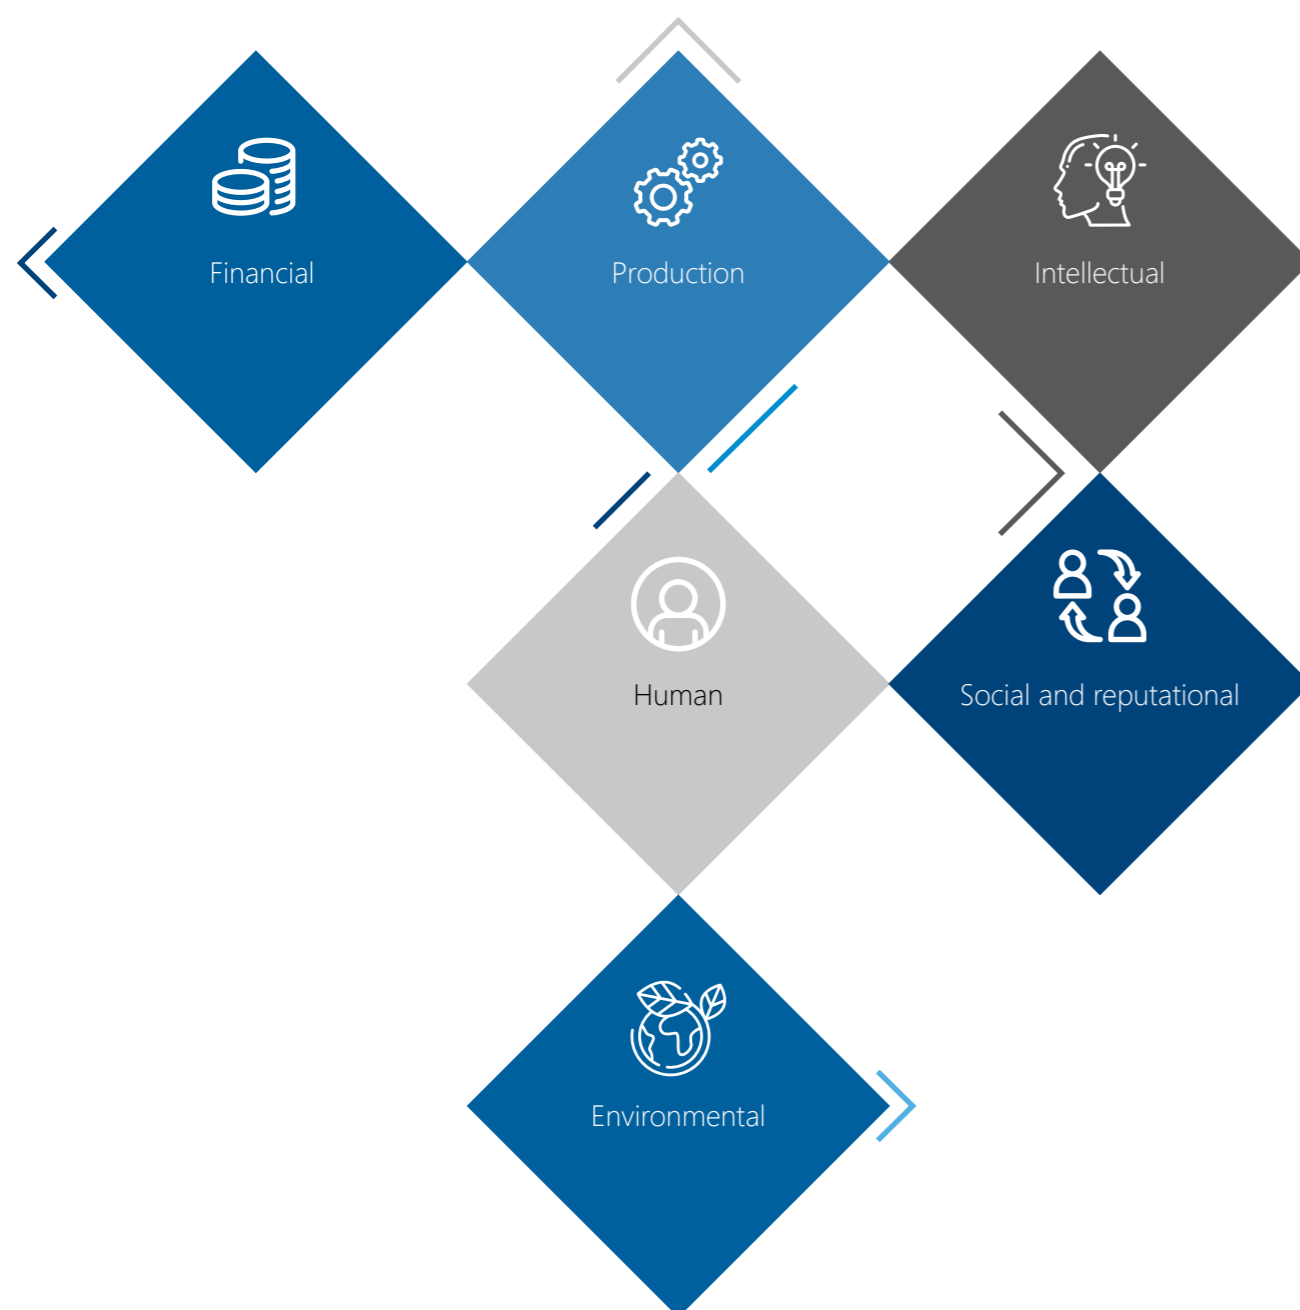 Financial
Production
Intellectual
Human
Social and reputational
Environmental